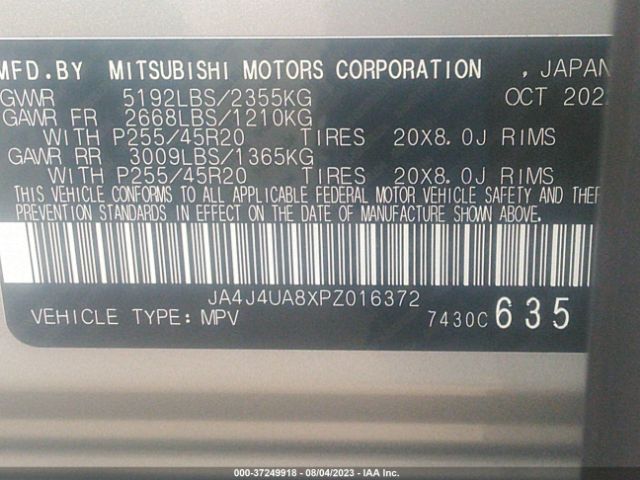 MFD.BY MITSUBISHI MOTORS CORPORATION , JAPAN
GVWR 5192LBS/2355KG OCT 202
GAWR FR 2668LBS/1210KG
WITH P255/45R20 TIRES 20X8.0J RIMS
GAWR RR 3009LBS/1365KG
WITH P255/45R20 TIRES 20X8.0J RIMS
THIS VEHICLE CONFORMS TO ALL APPLICABLE FEDERAL MOTOR VEHICLE SAFETY AND THEF
PREVENTION STANDARDS IN EFFECT ON THE DATE OF MANUFACTURE SHOWN ABOVE.
JA4J4UA8XPZ016372
VEHICLE TYPE: MPV 7430C 635
000-37249918 - 08/04/2023 - IAA Inc.